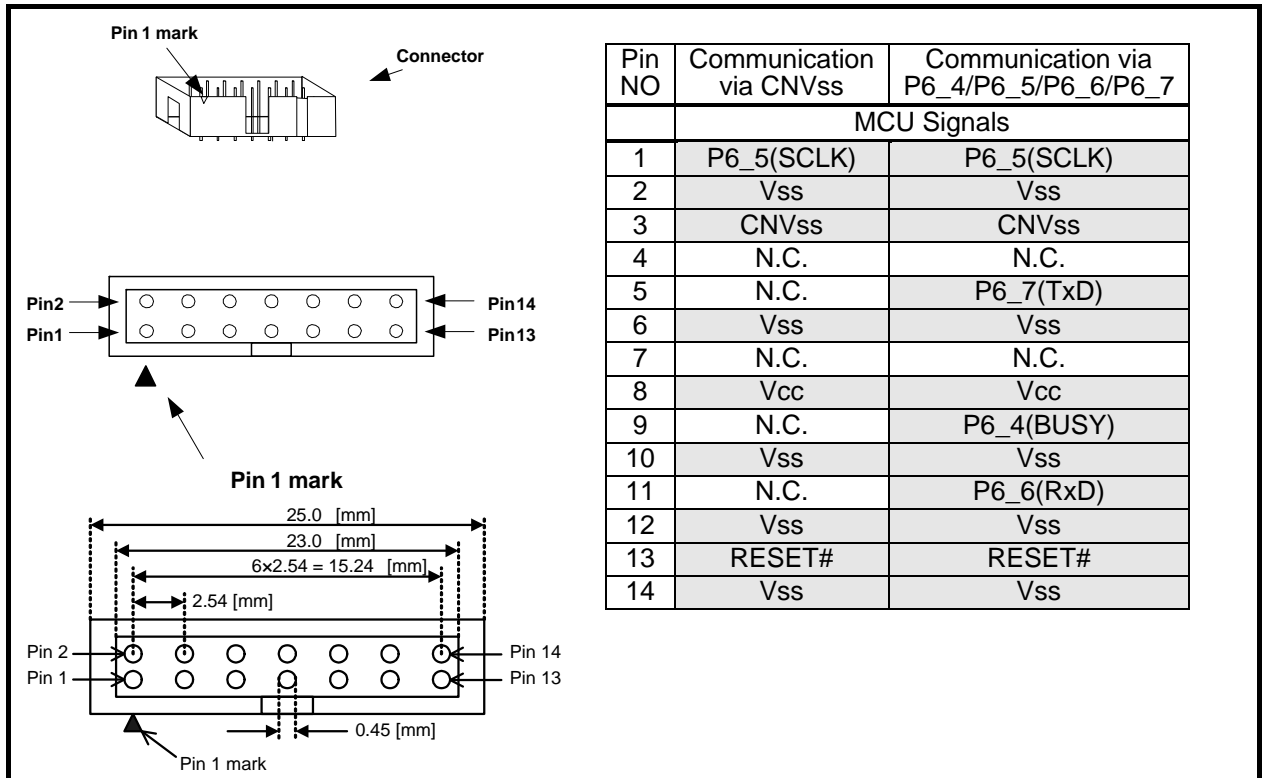 Pin 1 mark
Connector
Pin2
Pin1
Pin14
Pin13
Pin 1 mark
25.0 [mm]
23.0 [mm]
6×2.54 = 15.24 [mm]
2.54 [mm]
Pin 2
Pin 1
Pin 14
Pin 13
0.45 [mm]
Pin 1 mark
Pin NO Communication via CNVss Communication via P6_4/P6_5/P6_6/P6_7
MCU Signals
1 P6_5(SCLK) P6_5(SCLK)
2 Vss Vss
3 CNVss CNVss
4 N.C. N.C.
5 N.C. P6_7(TxD)
6 Vss Vss
7 N.C. N.C.
8 Vcc Vcc
9 N.C. P6_4(BUSY)
10 Vss Vss
11 N.C. P6_6(RxD)
12 Vss Vss
13 RESET# RESET#
14 Vss Vss